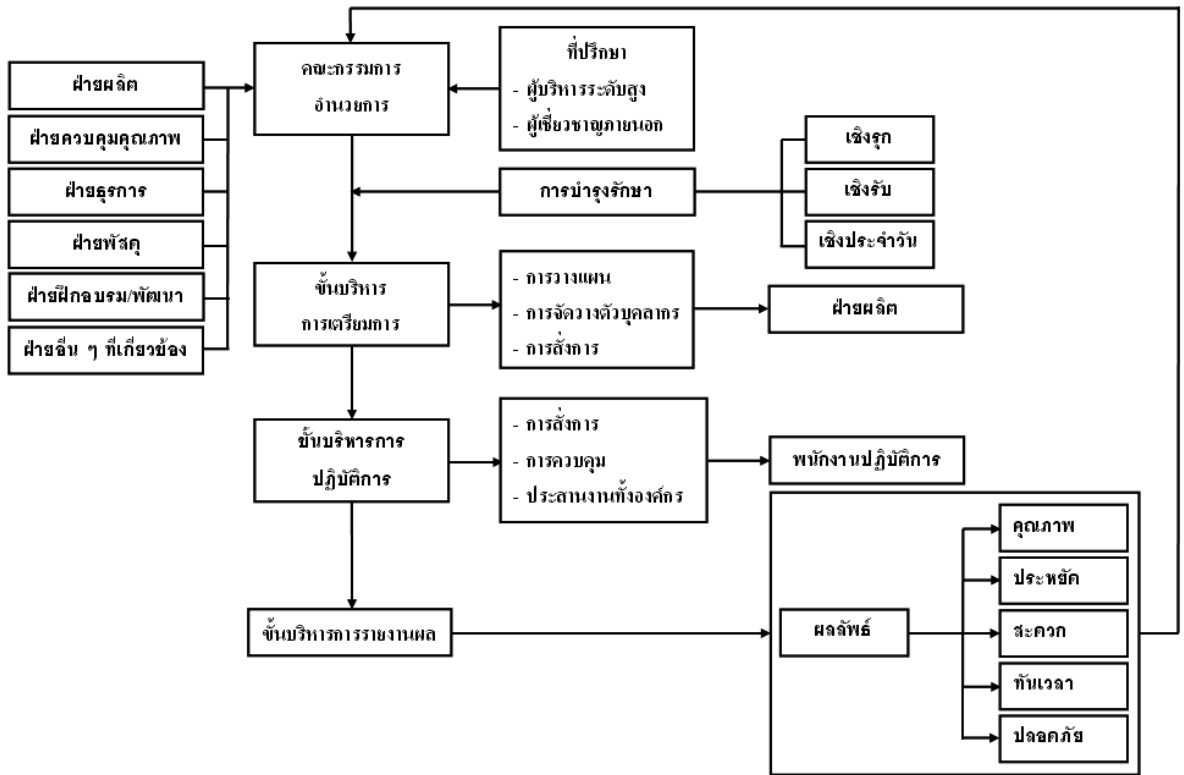 คณะกรรมการ
อำนวยการ
ที่ปรึกษา
- ผู้บริหารระดับสูง
- ผู้เชี่ยวชาญภายนอก
ฝ่ายผลิต
ฝ่ายควบคุมคุณภาพ
ฝ่ายธุรการ
ฝ่ายพัสดุ
ฝ่ายฝึกอบรม/พัฒนา
ฝ่ายอื่น ๆ ที่เกี่ยวข้อง
การบำรุงรักษา
เชิงรุก
เชิงรับ
เชิงประจำวัน
ขั้นบริหาร
การเตรียมการ
- การวางแผน
- การจัดวางตัวบุคลากร
- การสั่งการ
ฝ่ายผลิต
ขั้นบริหารการ
ปฏิบัติการ
- การสั่งการ
- การควบคุม
- ประสานงานทั้งองค์กร
พนักงานปฏิบัติการ
ขั้นบริหารการรายงานผล
ผลลัพธ์
คุณภาพ
ประหยัด
สะดวก
ทันเวลา
ปลอดภัย